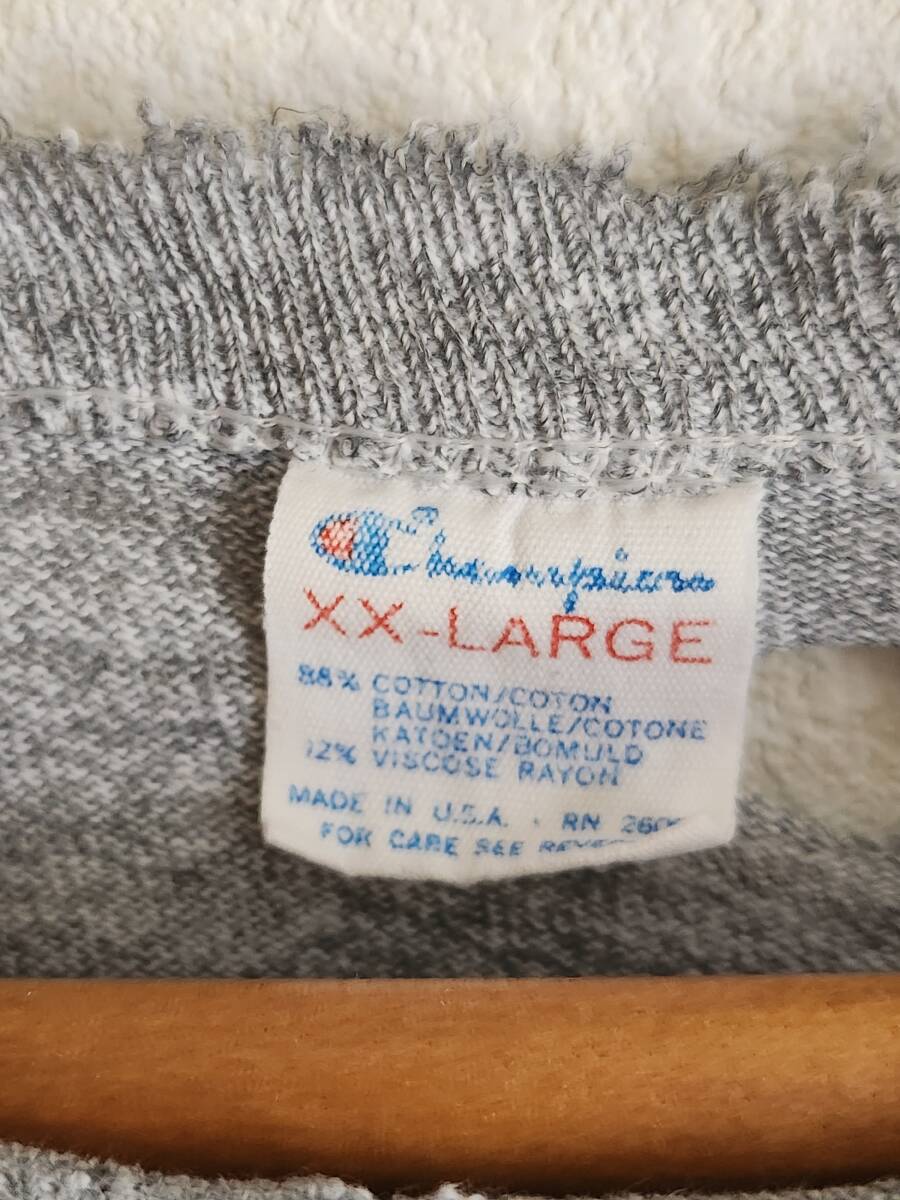 Champion
XX-LARGE
88% COTTON/COTON
BAUMWOLLE/COTONE
KATOEN/BOMULD
12% VISCOSE RAYON
MADE IN U.S.A. · RN
FOR CARE SEE